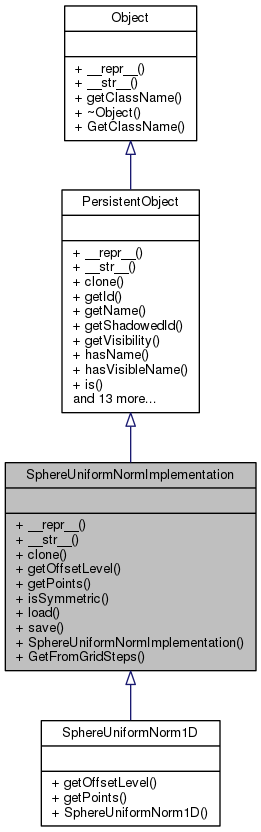 Object
+ __repr__()
+ __str__()
+ getClassName()
+ ~Object()
+ GetClassName()
PersistentObject
+ __repr__()
+ __str__()
+ clone()
+ getId()
+ getName()
+ getShadowedId()
+ getVisibility()
+ hasName()
+ hasVisibleName()
+ is()
and 13 more...
SphereUniformNormImplementation
+ __repr__()
+ __str__()
+ clone()
+ getOffsetLevel()
+ getPoints()
+ isSymmetric()
+ load()
+ save()
+ SphereUniformNormImplementation()
+ GetFromGridSteps()
SphereUniformNorm1D
+ getOffsetLevel()
+ getPoints()
+ SphereUniformNorm1D()